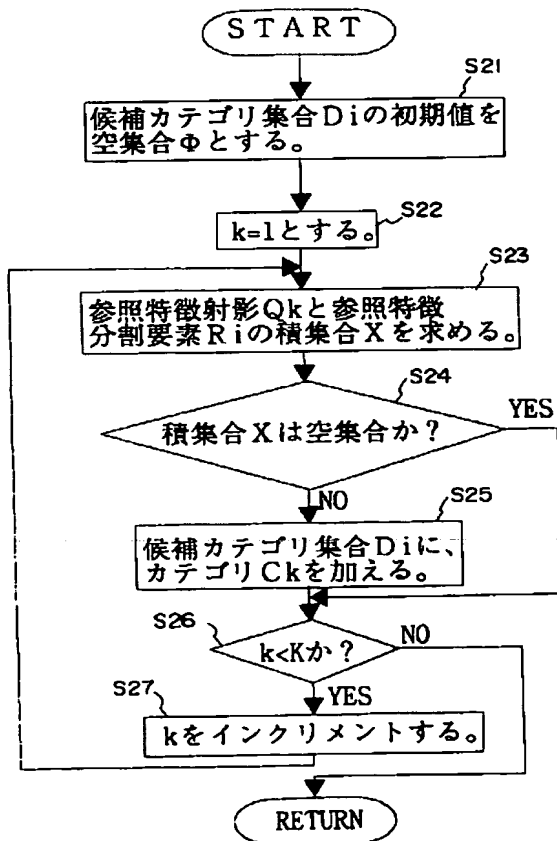 START
S21
候補カテゴリ集合Diの初期値を
空集合Φとする。
S22
k=1とする。
S23
参照特徴射影Qkと参照特徴
分割要素Riの積集合Xを求める。
S24
積集合Xは空集合か?
YES
NO
S25
候補カテゴリ集合Diに、
カテゴリCkを加える。
S26
k<Kか?
NO
YES
S27
kをインクリメントする。
RETURN